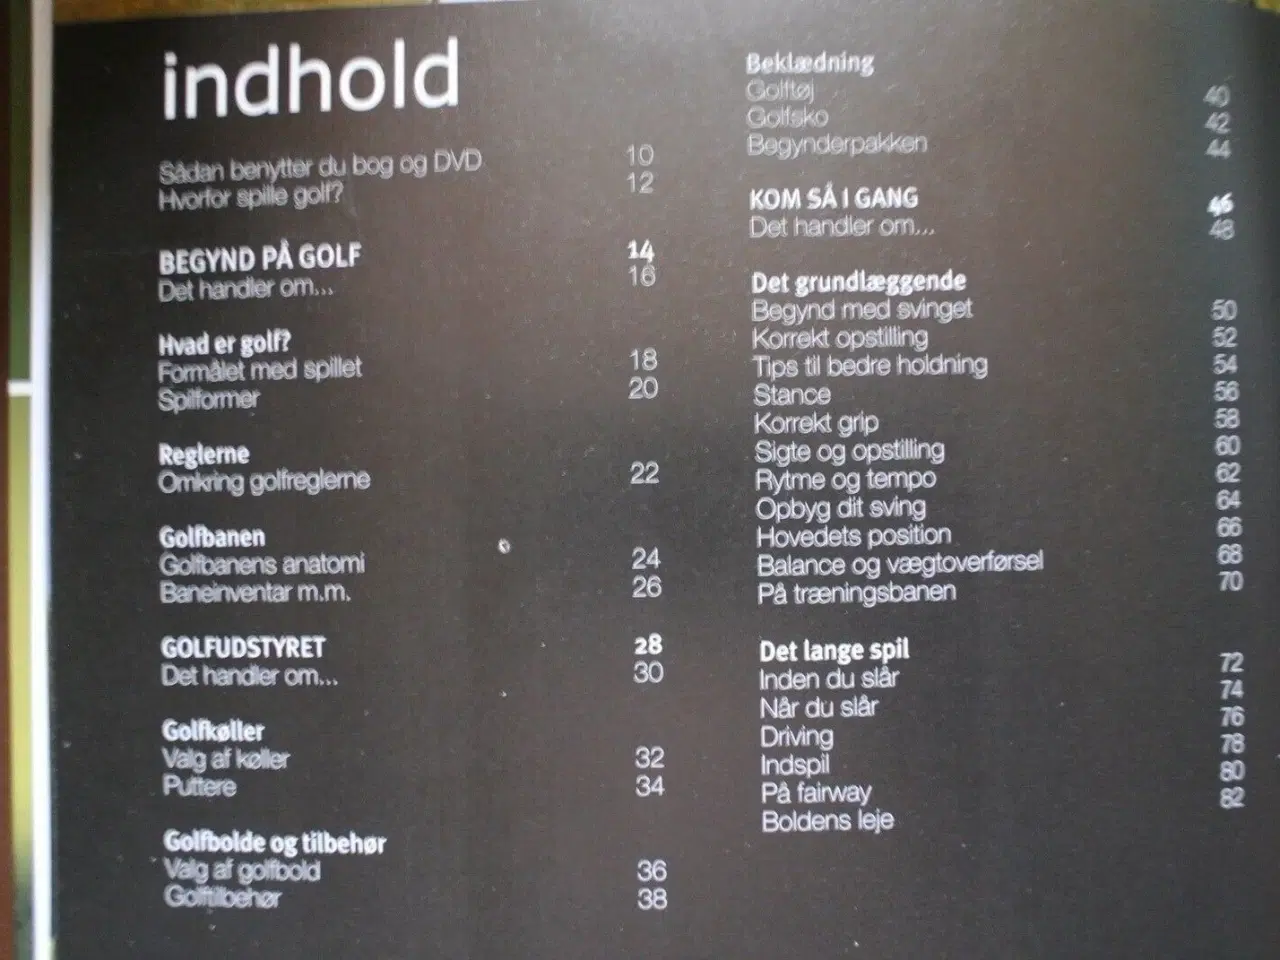 indhold
Sådan benytter du bog og DVD 10
Hvorfor spille golf? 12
BEGYND PÅ GOLF 14
Det handler om... 16
Hvad er golf?
Formålet med spillet 18
Spilformer 20
Reglerne
Omkring golfreglerne 22
Golfbanen
Golfbanens anatomi 24
Baneinventar m.m. 26
GOLFUDSTYRET 28
Det handler om... 30
Golfkøller
Valg af køller 32
Puttere 34
Golfbolde og tilbehør
Valg af golfbold 36
Golftilbehør 38
Beklædning
Golftøj 40
Golfsko 42
Begynderpakken 44
KOM SÅ I GANG 46
Det handler om... 48
Det grundlæggende
Begynd med svinget 50
Korrekt opstilling 52
Tips til bedre holdning 54
Stance 56
Korrekt grip 58
Sigte og opstilling 60
Rytme og tempo 62
Opbyg dit sving 64
Hovedets position 66
Balance og vægtoverførsel 68
På træningsbanen 70
Det lange spil
Inden du slår 72
Når du slår 74
Driving 76
Indspil 78
På fairway 80
Boldens leje 82